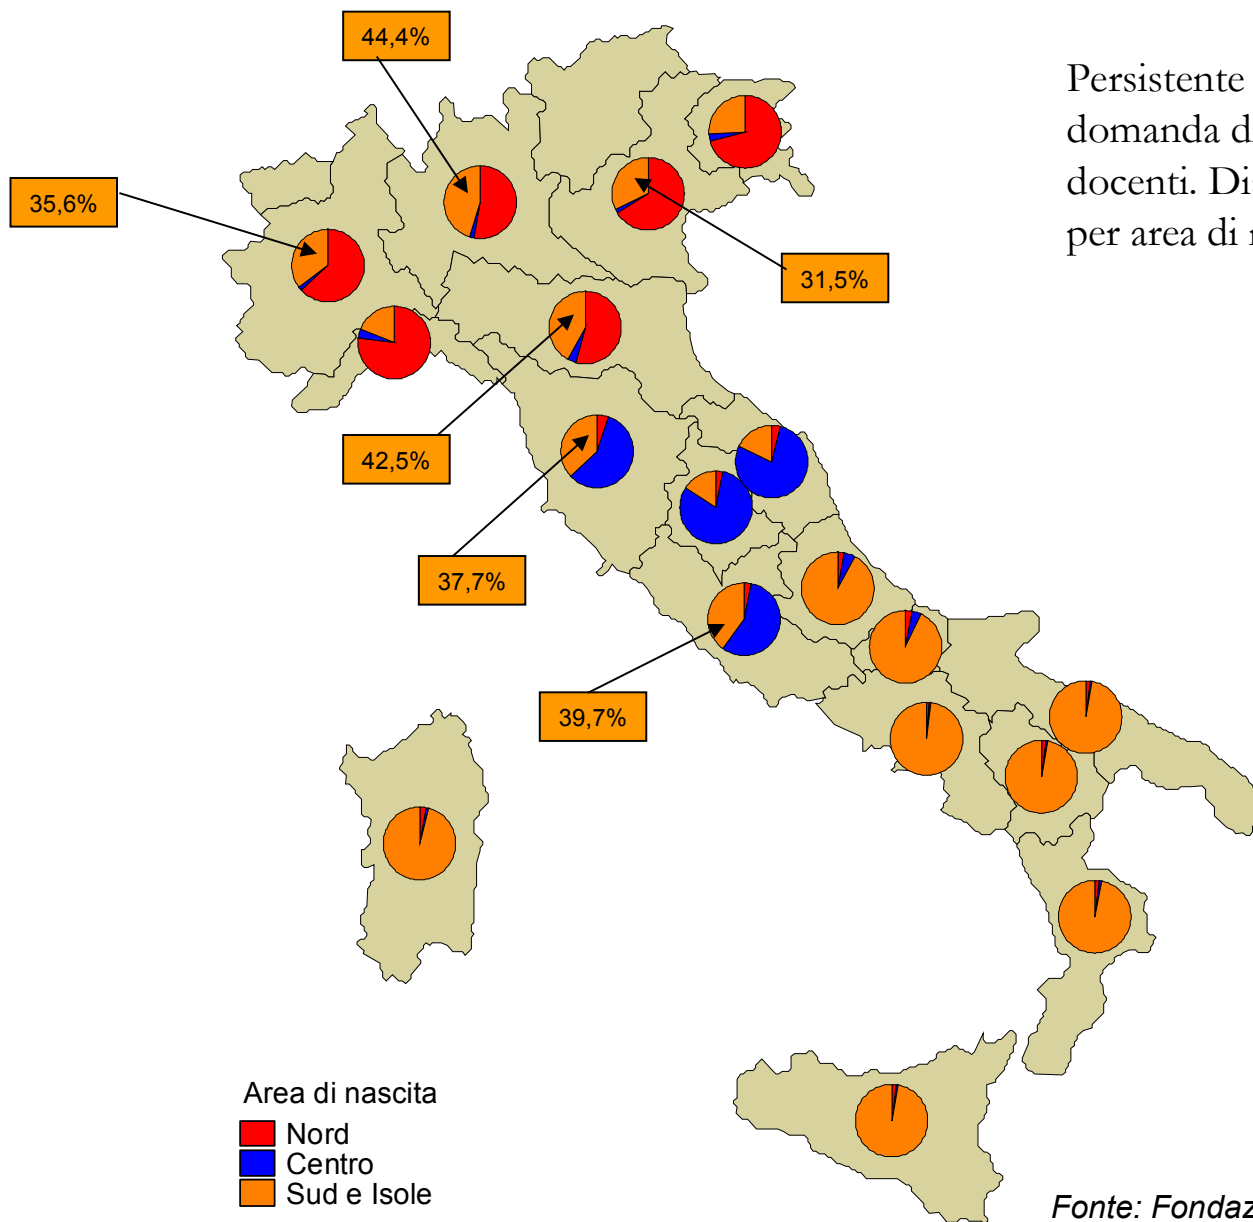 44,4%
Persistente
domanda di
docenti. Di
per area di
35,6%
31,5%
42,5%
37,7%
39,7%
Area di nascita
Nord
Centro
Sud e Isole
Fonte: Fondaz